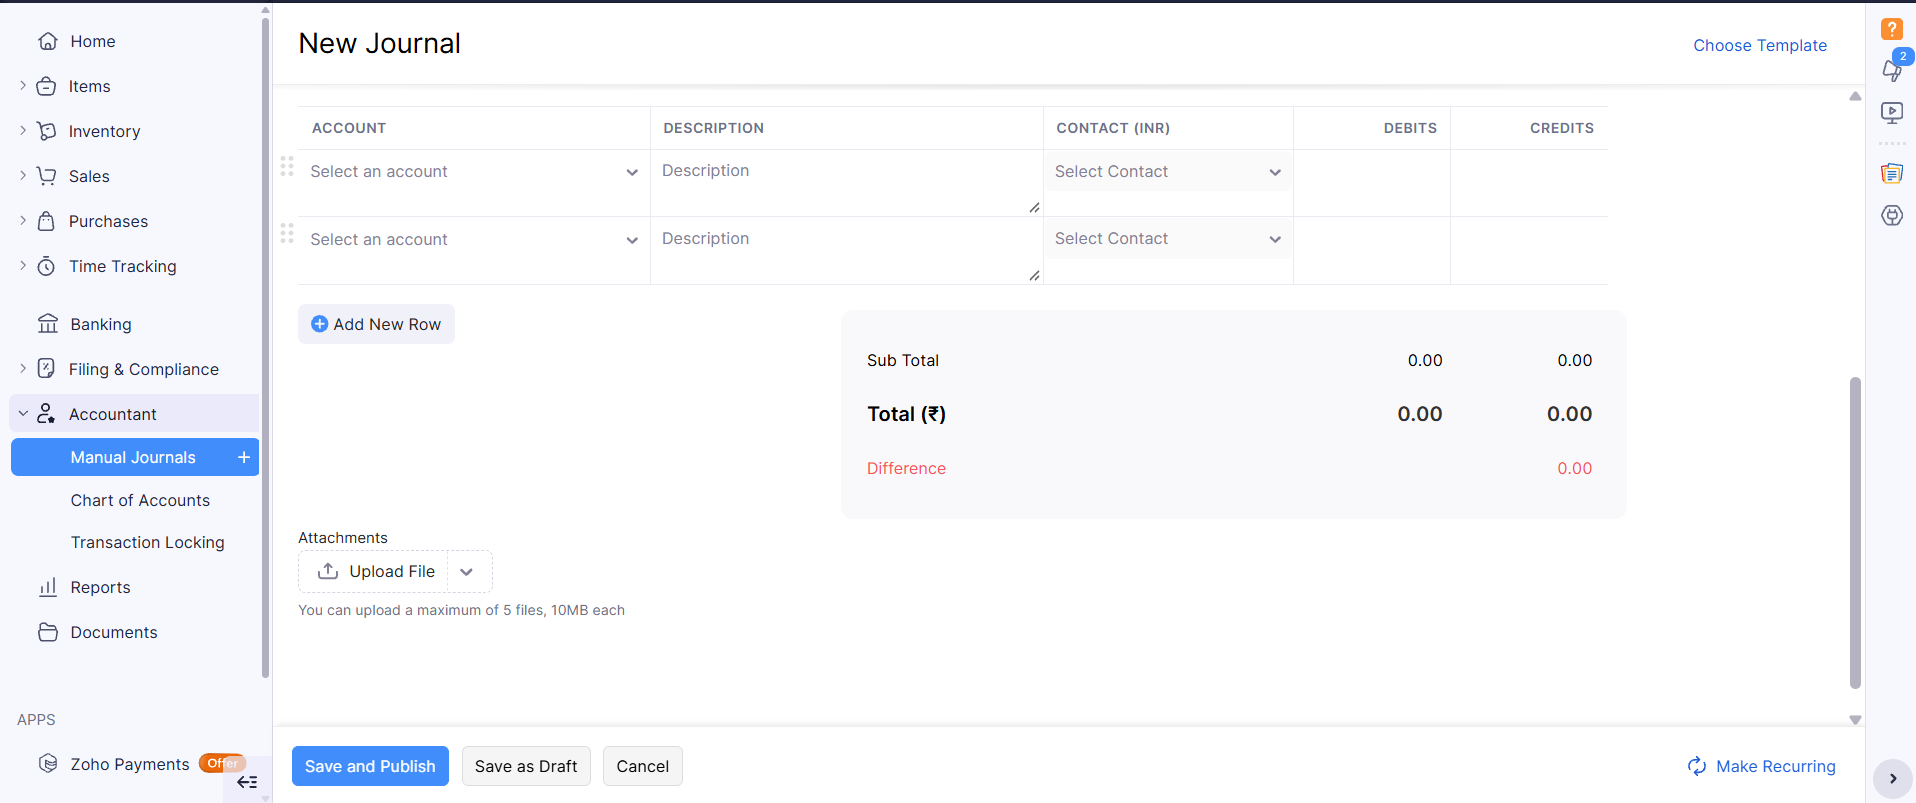 Home
Items
Inventory
Sales
Purchases
Time Tracking
Banking
Filing & Compliance
Accountant
Manual Journals +
Chart of Accounts
Transaction Locking
Reports
Documents
APPS
Zoho Payments Offer
New Journal
Choose Template
ACCOUNT DESCRIPTION CONTACT (INR) DEBITS CREDITS
Select an account Description Select Contact
Select an account Description Select Contact
Add New Row
Sub Total 0.00 0.00
Total (₹) 0.00 0.00
Difference 0.00
Attachments
Upload File
You can upload a maximum of 5 files, 10MB each
Save and Publish Save as Draft Cancel Make Recurring
?
2